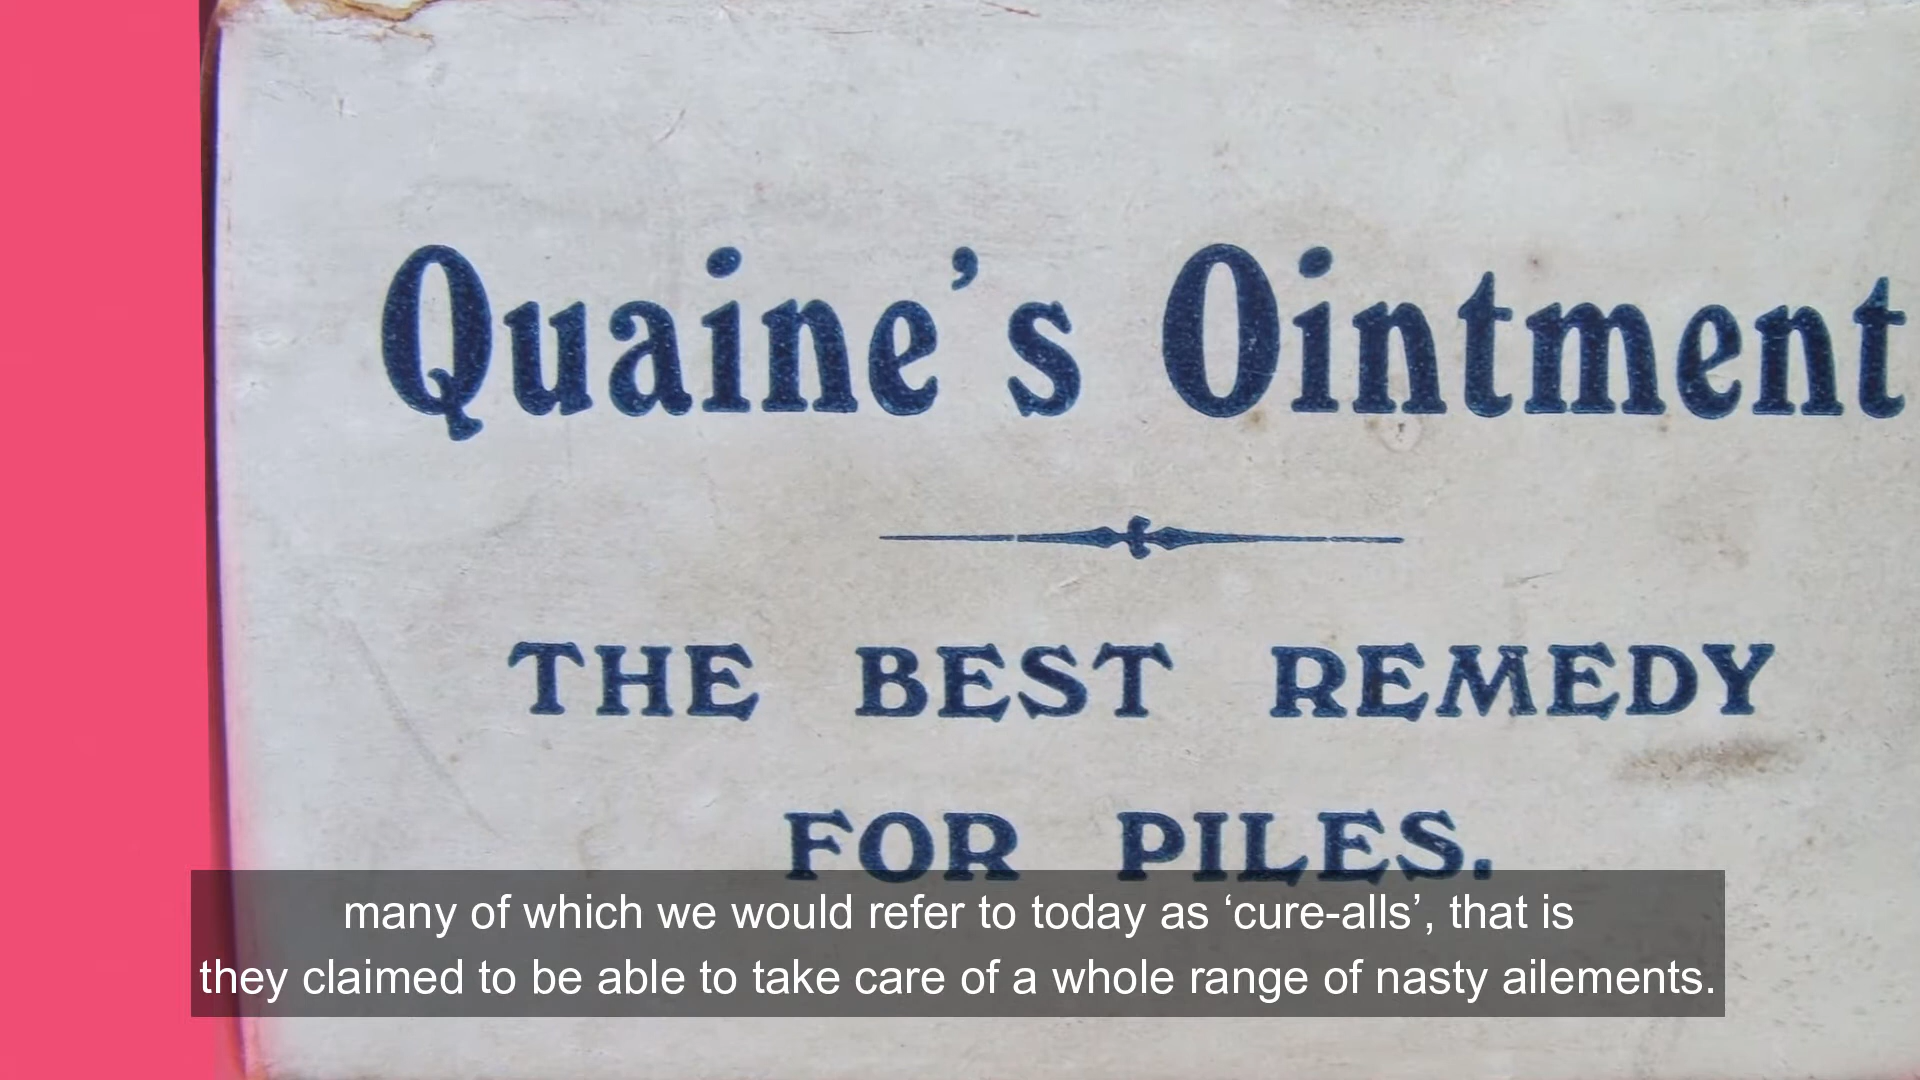 Quaine's Ointment
THE BEST REMEDY
FOR PILES.
many of which we would refer to today as ‘cure-alls’, that is
they claimed to be able to take care of a whole range of nasty ailements.